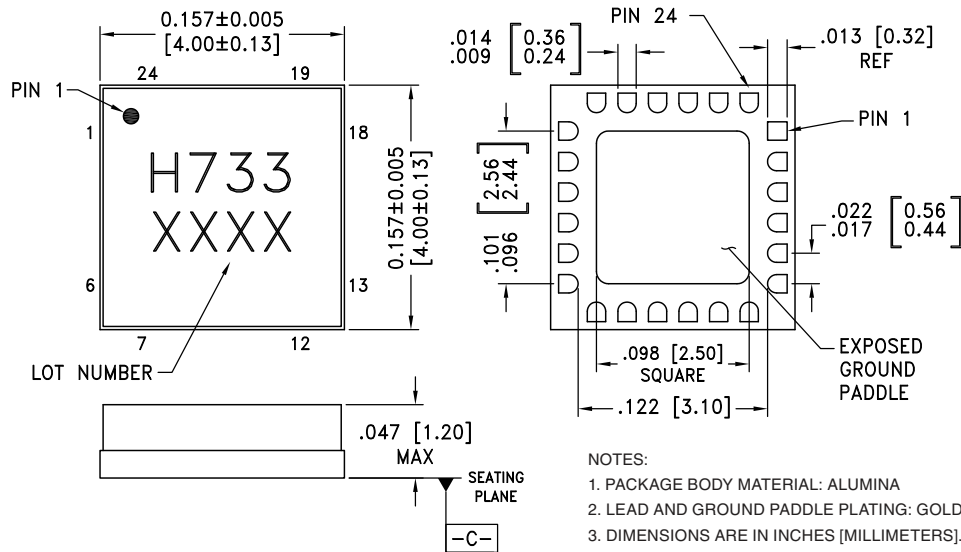 0.157±0.005
[4.00±0.13]
24
19
PIN 1
1
18
H733
XXXX
0.157±0.005
[4.00±0.13]
6
13
7
12
LOT NUMBER
PIN 24
.014 [0.36
.009 0.24]
.013 [0.32]
REF
PIN 1
[2.56
2.44]
.101
.096
.022 [0.56
.017 0.44]
.098 [2.50]
SQUARE
.122 [3.10]
EXPOSED
GROUND
PADDLE
.047 [1.20]
MAX
SEATING
PLANE
-C-
NOTES:
1. PACKAGE BODY MATERIAL: ALUMINA
2. LEAD AND GROUND PADDLE PLATING: GOLD
3. DIMENSIONS ARE IN INCHES [MILLIMETERS].